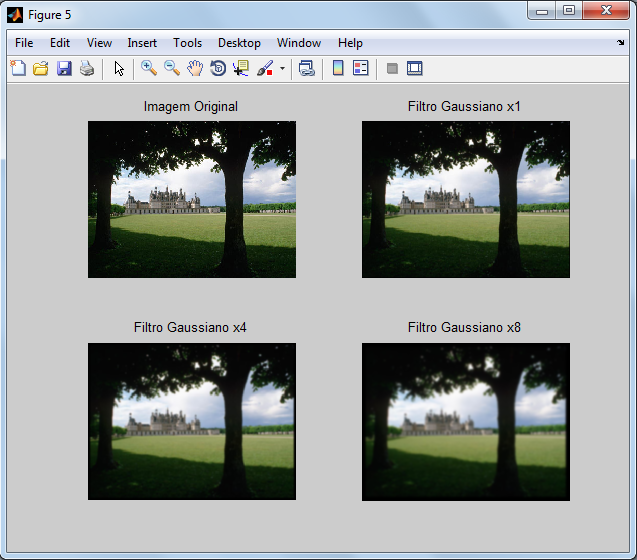 Figure 5
File Edit View Insert Tools Desktop Window Help
Imagem Original
Filtro Gaussiano x1
Filtro Gaussiano x4
Filtro Gaussiano x8